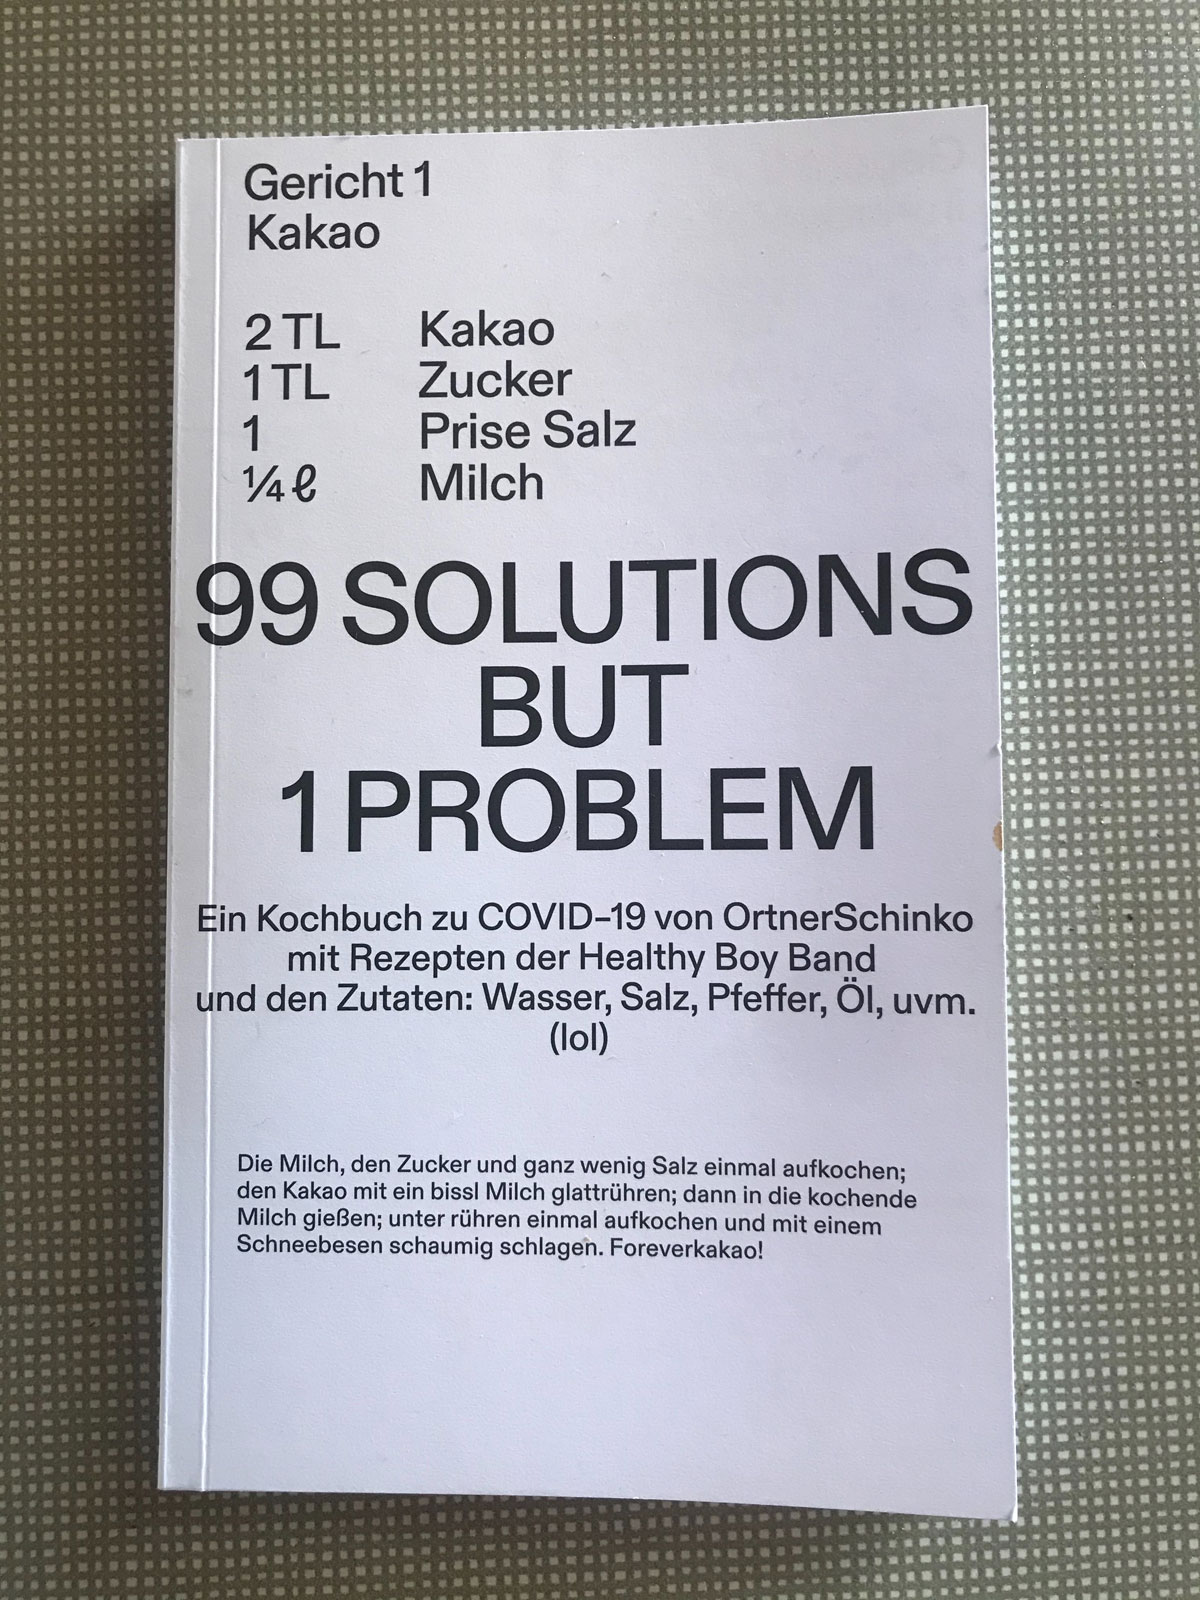 Gericht 1
Kakao
2 TL Kakao
1 TL Zucker
1 Prise Salz
¼ ℓ Milch
99 SOLUTIONS
BUT
1 PROBLEM
Ein Kochbuch zu COVID–19 von OrtnerSchinko
mit Rezepten der Healthy Boy Band
und den Zutaten: Wasser, Salz, Pfeffer, Öl, uvm.
(lol)
Die Milch, den Zucker und ganz wenig Salz einmal aufkochen;
den Kakao mit ein bissl Milch glattrühren; dann in die kochende
Milch gießen; unter rühren einmal aufkochen und mit einem
Schneebesen schaumig schlagen. Foreverkakao!